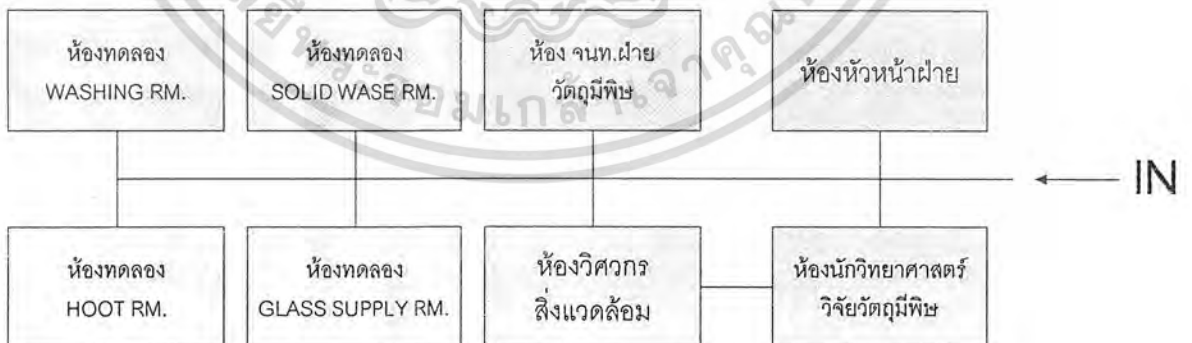 ห้องทดลอง
WASHING RM.
ห้องทดลอง
SOLID WASE RM.
ห้อง จนท.ฝ่าย
วัตถุมีพิษ
ห้องหัวหน้าฝ่าย
IN
ห้องทดลอง
HOOT RM.
ห้องทดลอง
GLASS SUPPLY RM.
ห้องวิศวกร
สิ่งแวดล้อม
ห้องนักวิทยาศาสตร์
วิจัยวัตถุมีพิษ